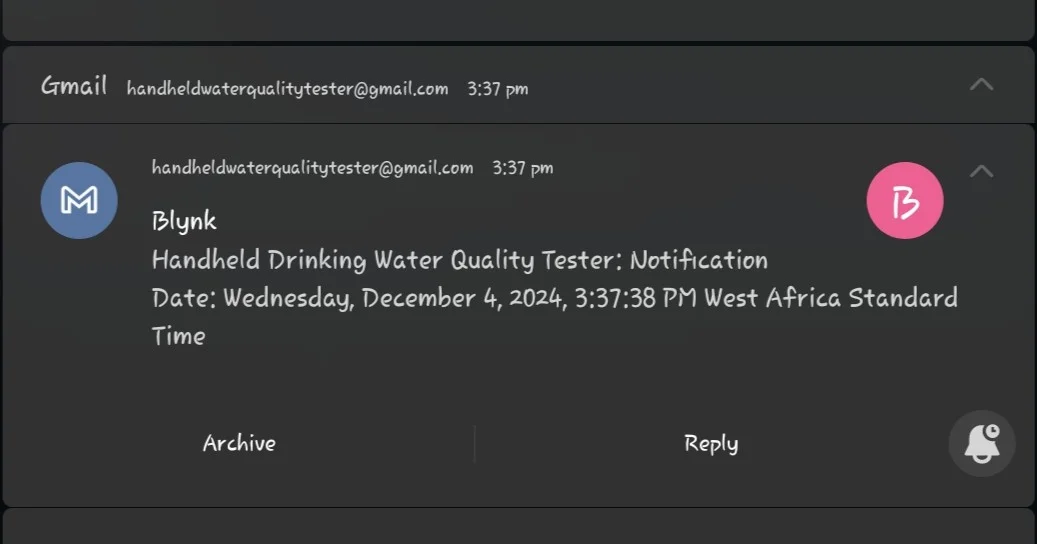 Gmail handheldwaterqualitytester@gmail.com 3:37 pm
handheldwaterqualitytester@gmail.com 3:37 pm
Blynk
B
Handheld Drinking Water Quality Tester: Notification
Date: Wednesday, December 4, 2024, 3:37:38 PM West Africa Standard
Time
Archive
Reply